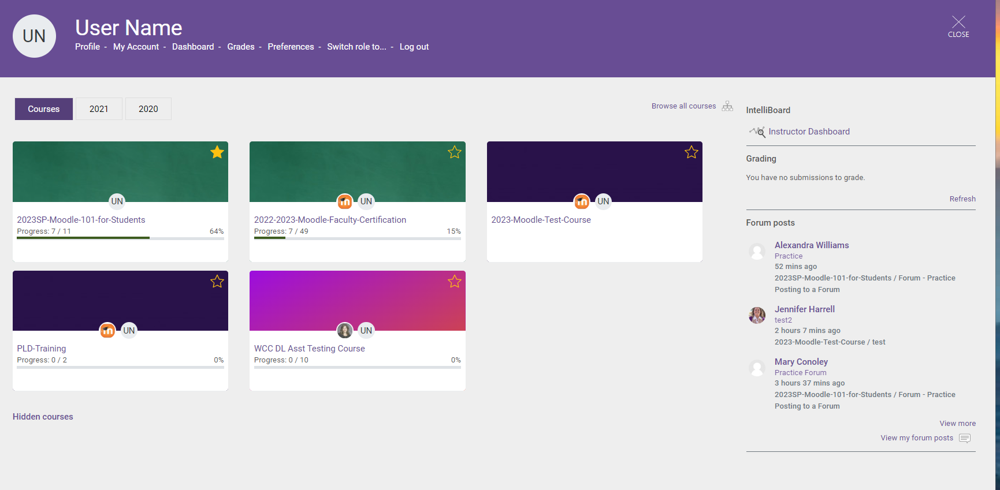 UN
User Name
Profile - My Account - Dashboard - Grades - Preferences - Switch role to... - Log out
CLOSE
Courses
2021
2020
Browse all courses
UN
2023SP-Moodle-101-for-Students
Progress: 7 / 11
64%
m
UN
2022-2023-Moodle-Faculty-Certification
Progress: 7 / 49
15%
m
UN
2023-Moodle-Test-Course
m
UN
PLD-Training
Progress: 0 / 2
0%
UN
WCC DL Asst Testing Course
Progress: 0 / 10
0%
Hidden courses
IntelliBoard
Instructor Dashboard
Grading
You have no submissions to grade.
Refresh
Forum posts
Alexandra Williams
Practice
52 mins ago
2023SP-Moodle-101-for-Students / Forum - Practice
Posting to a Forum
Jennifer Harrell
test2
2 hours 7 mins ago
2023-Moodle-Test-Course / test
Mary Conoley
Practice Forum
3 hours 37 mins ago
2023SP-Moodle-101-for-Students / Forum - Practice
Posting to a Forum
View more
View my forum posts